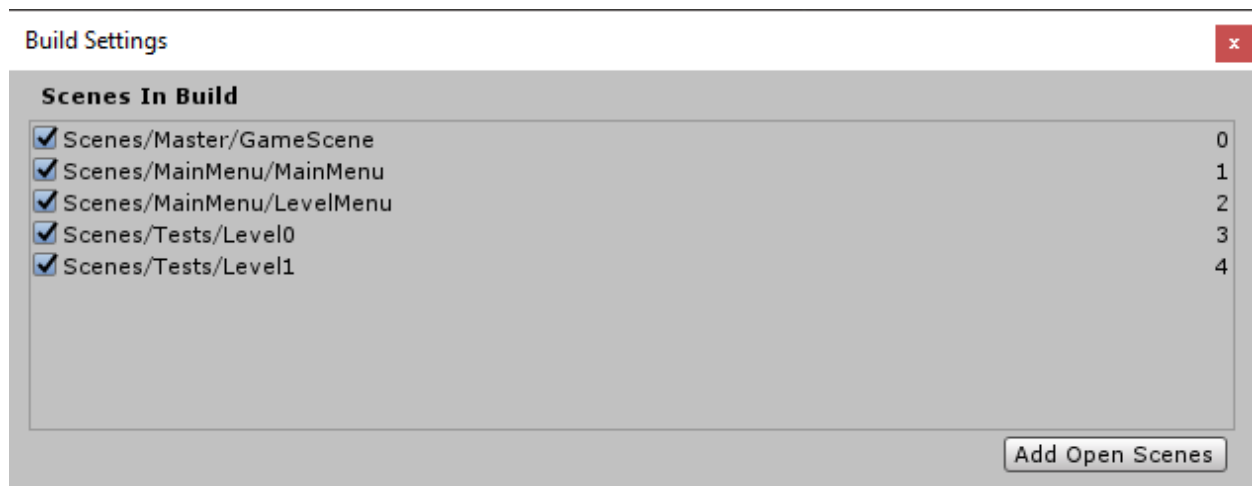 Build Settings
x
Scenes In Build
Scenes/Master/GameScene 0
Scenes/MainMenu/MainMenu 1
Scenes/MainMenu/LevelMenu 2
Scenes/Tests/Level0 3
Scenes/Tests/Level1 4
Add Open Scenes